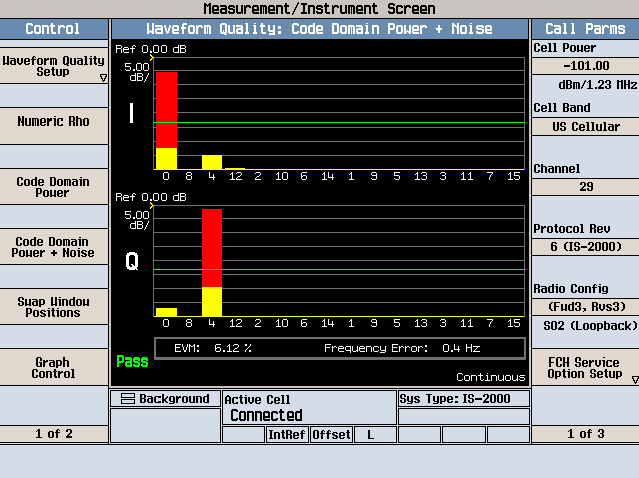 Measurement/Instrument Screen
Control
Waveform Quality: Code Domain Power + Noise
Call Parms
Waveform Quality
Setup
Numeric Rho
Code Domain
Power
Code Domain
Power + Noise
Swap Window
Positions
Graph
Control
1 of 2
Ref 0.00 dB
5.00
dB/
I
0 8 4 12 2 10 6 14 1 9 5 13 3 11 7 15
Ref 0.00 dB
5.00
dB/
Q
0 8 4 12 2 10 6 14 1 9 5 13 3 11 7 15
EVM: 6.12 % Frequency Error: 0.4 Hz
Pass
Continuous
Background
Active Cell
Connected
Sys Type: IS-2000
IntRef Offset L
Cell Power
-101.00
dBm/1.23 MHz
Cell Band
US Cellular
Channel
29
Protocol Rev
6 (IS-2000)
Radio Config
(Fwd3, Rvs3)
SO2 (Loopback)
FCH Service
Option Setup
1 of 3